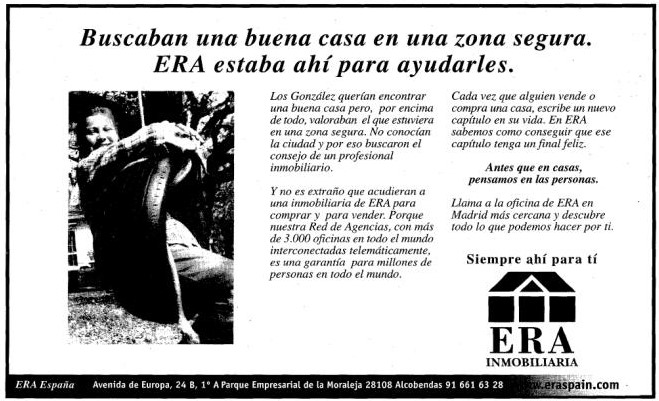 Buscaban una buena casa en una zona segura.
ERA estaba ahí para ayudarles.
Los González querían encontrar
una buena casa pero, por encima
de todo, valoraban el que estuviera
en una zona segura. No conocían
la ciudad y por eso buscaron el
consejo de un profesional
inmobiliario.
Y no es extraño que acudieran a
una inmobiliaria de ERA para
comprar y para vender. Porque
nuestra Red de Agencias, con más
de 3.000 oficinas en todo el mundo
interconectadas telemáticamente,
es una garantía para millones de
personas en todo el mundo.
Cada vez que alguien vende o
compra una casa, escribe un nuevo
capítulo en su vida. En ERA
sabemos como conseguir que ese
capítulo tenga un final feliz.
Antes que en casas,
pensamos en las personas.
Llama a la oficina de ERA en
Madrid más cercana y descubre
todo lo que podemos hacer por ti.
Siempre ahí para tí
ERA
INMOBILIARIA
ERA España Avenida de Europa, 24 B, 1º A Parque Empresarial de la Moraleja 28108 Alcobendas 91 661 63 28 www.eraspain.com